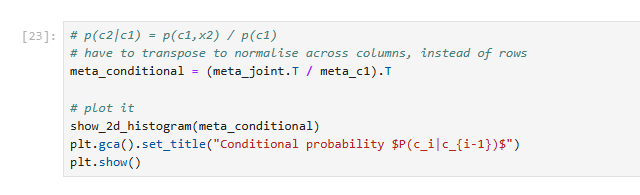 [23]: # p(c2|c1) = p(c1,x2) / p(c1)
# have to transpose to normalise across columns, instead of rows
meta_conditional = (meta_joint.T / meta_c1).T
# plot it
show_2d_histogram(meta_conditional)
plt.gca().set_title("Conditional probability $P(c_i|c_{i-1})$")
plt.show()